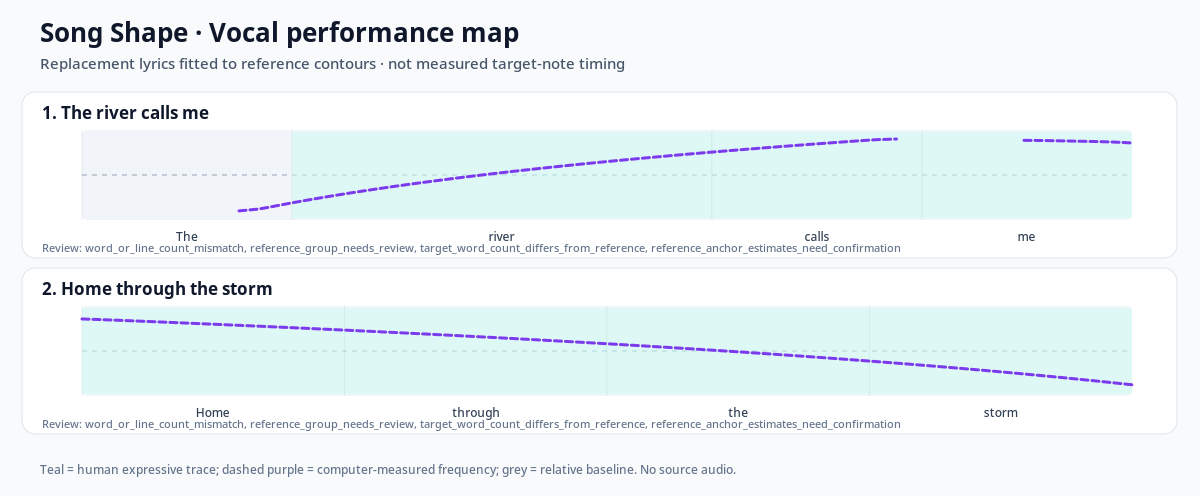 Song Shape · Vocal performance map
Replacement lyrics fitted to reference contours · not measured target-note timing
1. The river calls me
The river calls me
Review: word_or_line_count_mismatch, reference_group_needs_review, target_word_count_differs_from_reference, reference_anchor_estimates_need_confirmation
2. Home through the storm
Home through the storm
Review: word_or_line_count_mismatch, reference_group_needs_review, target_word_count_differs_from_reference, reference_anchor_estimates_need_confirmation
Teal = human expressive trace; dashed purple = computer-measured frequency; grey = relative baseline. No source audio.